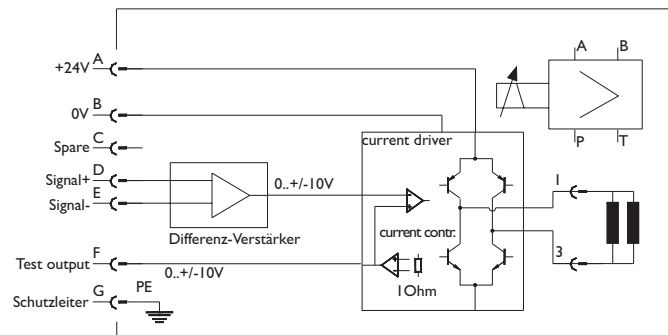 +24V A
0V B
Spare C
Signal+ D
Signal- E
Test output F
Schutzleiter G
PE
Differenz-Verstärker
0..+/-10V
0..+/-10V
current driver
current contr.
1Ohm
A B
P T
1
3